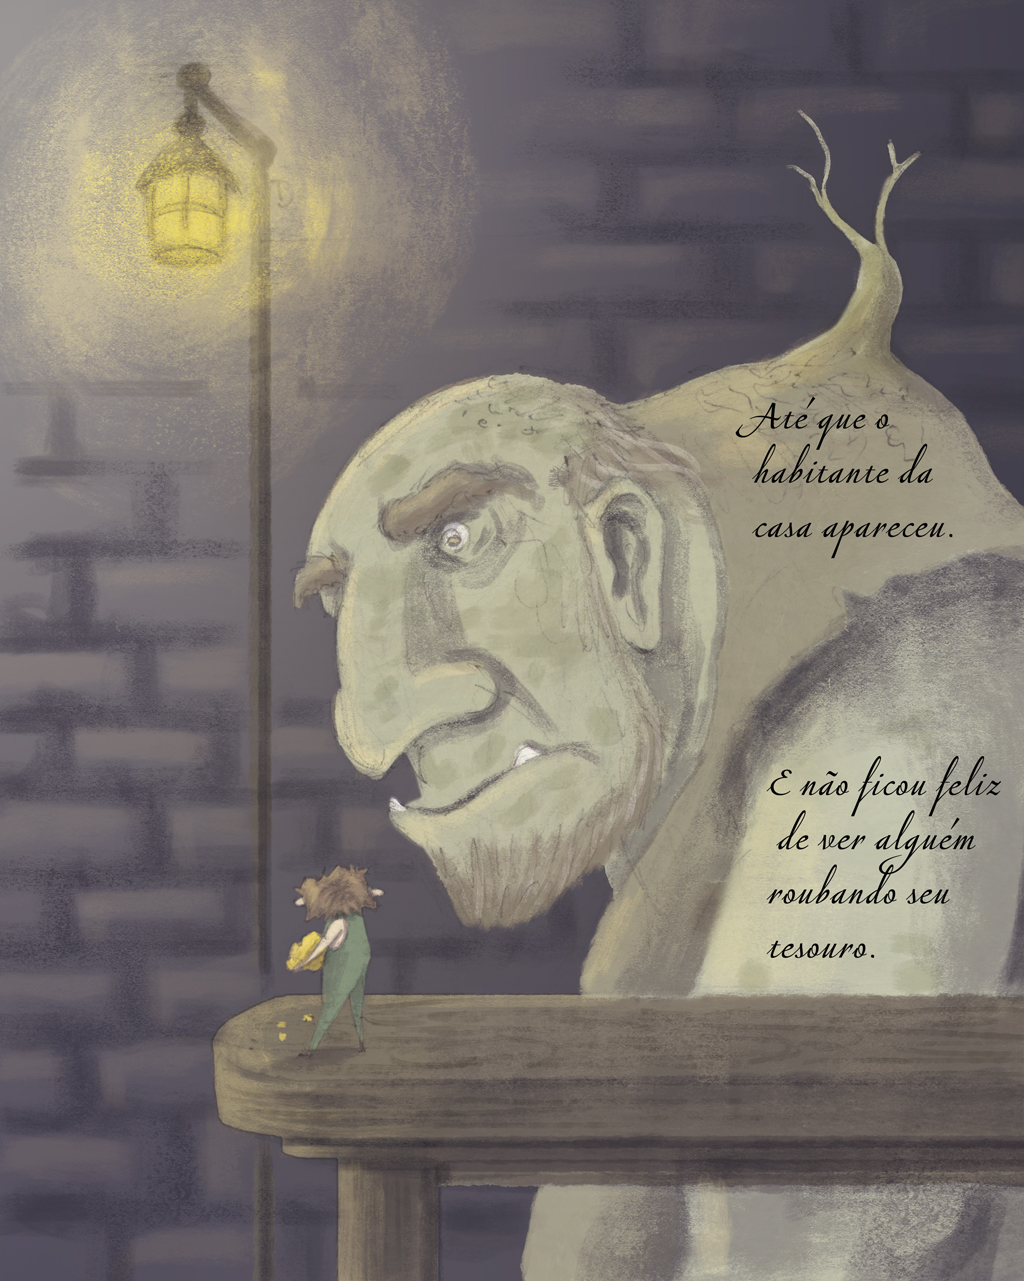 Até que o
habitante da
casa apareceu.
E não ficou feliz
de ver alguém
roubando seu
tesouro.